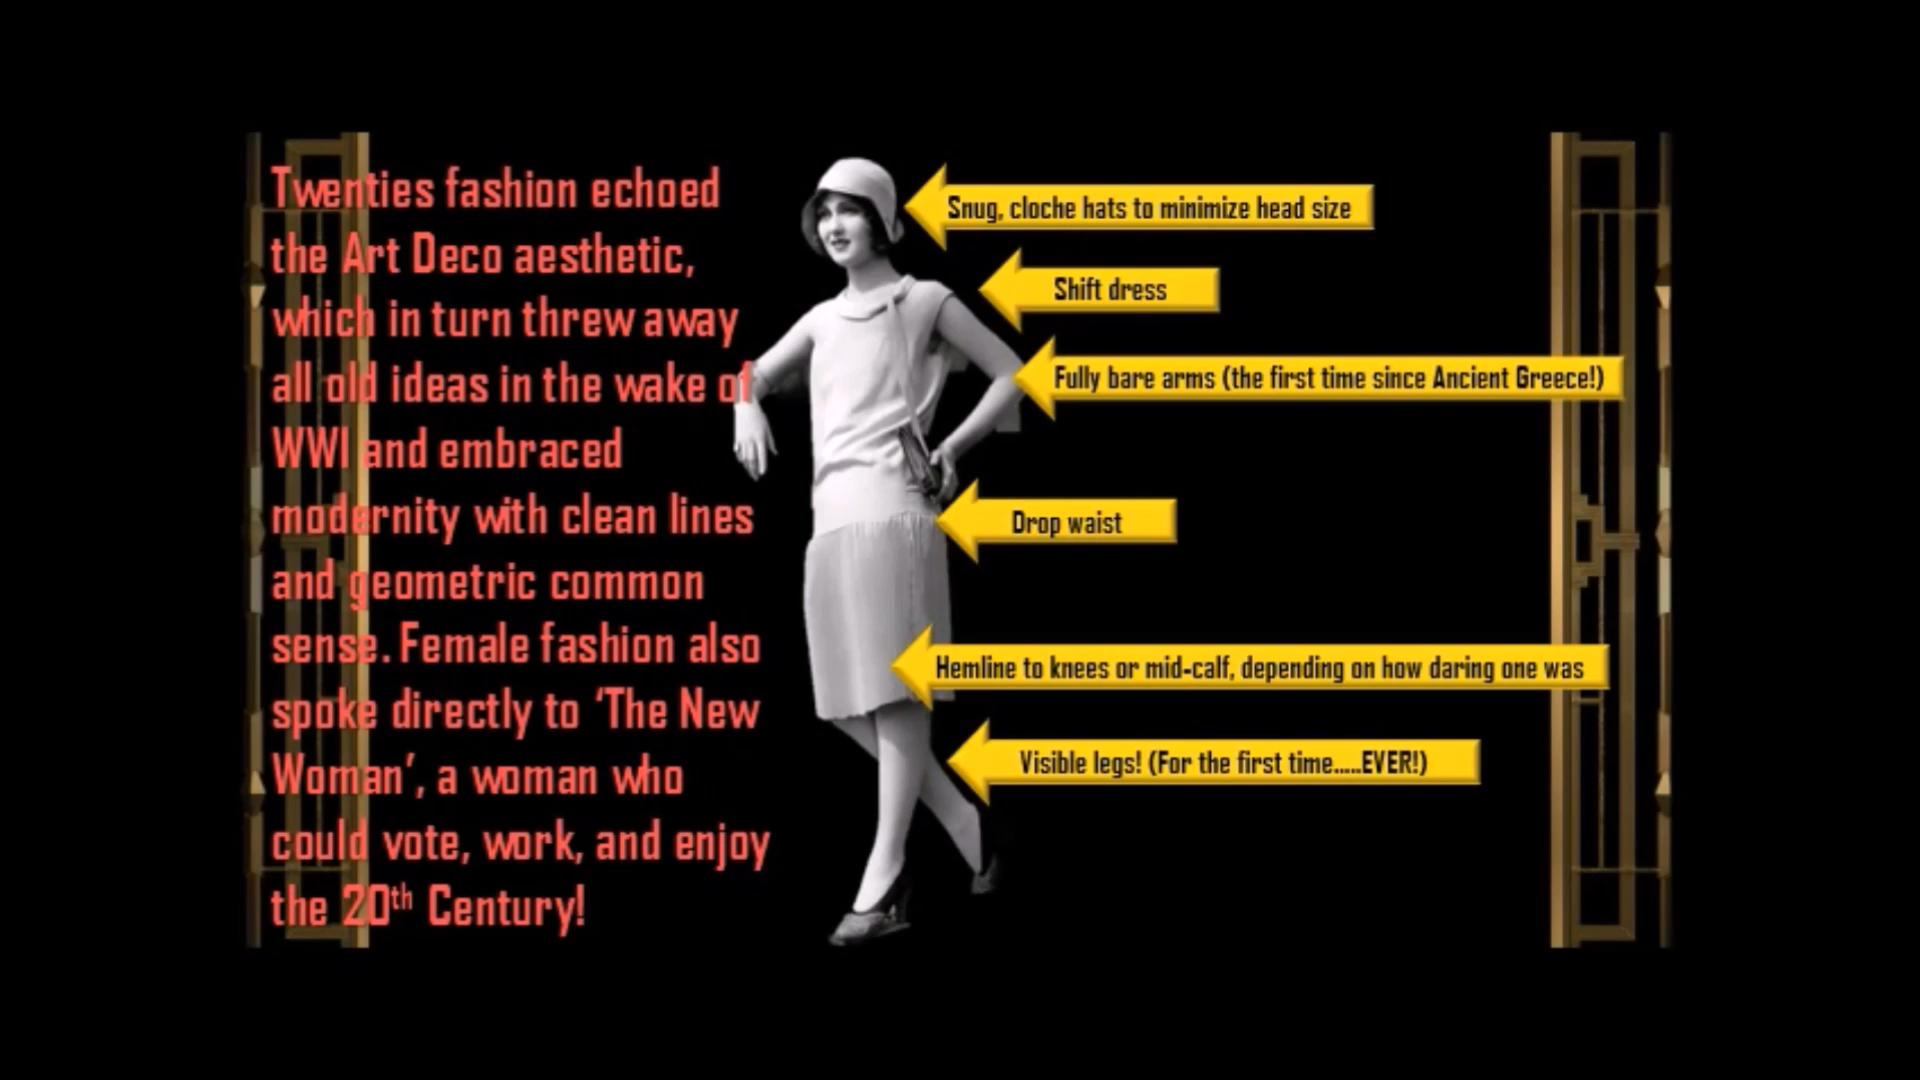 Twenties fashion echoed
the Art Deco aesthetic,
which in turn threw away
all old ideas in the wake of
WWI and embraced
modernity with clean lines
and geometric common
sense. Female fashion also
spoke directly to ‘The New
Woman’, a woman who
could vote, work, and enjoy
the 20th Century!
Snug, cloche hats to minimize head size
Shift dress
Fully bare arms (the first time since Ancient Greece!)
Drop waist
Hemline to knees or mid-calf, depending on how daring one was
Visible legs! (For the first time.....EVER!)